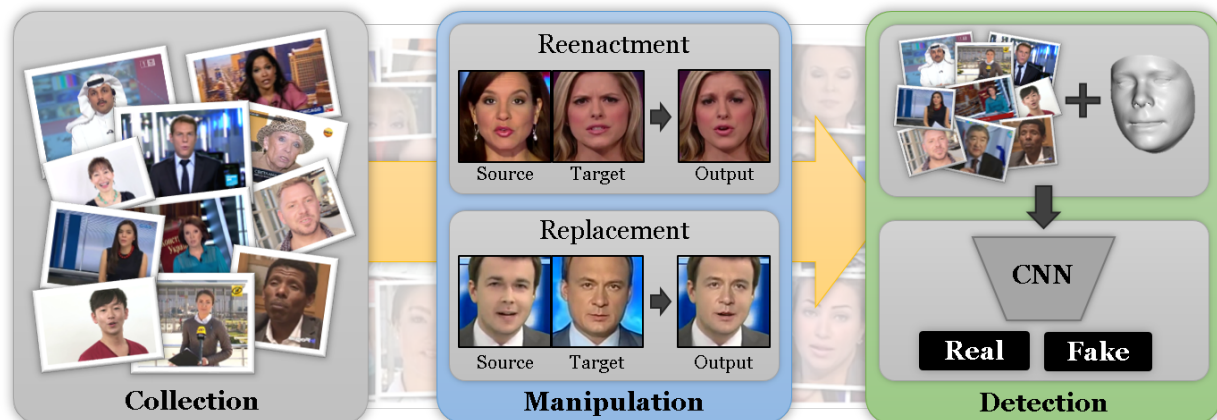 Reenactment
Source Target Output
Replacement
Source Target Output
CNN
Real Fake
Collection
Manipulation
Detection